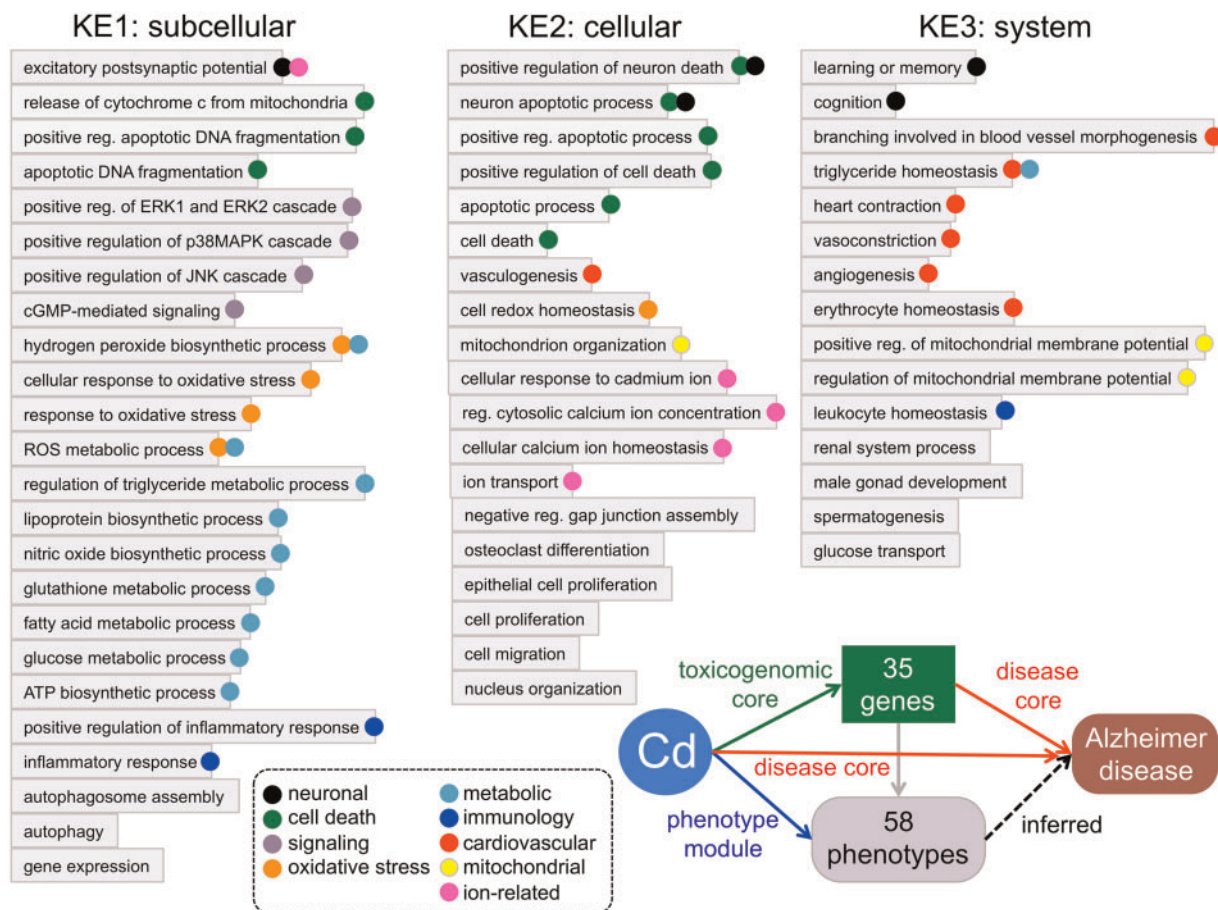 KE1: subcellular
excitatory postsynaptic potential
release of cytochrome c from mitochondria
positive reg. apoptotic DNA fragmentation
apoptotic DNA fragmentation
positive reg. of ERK1 and ERK2 cascade
positive regulation of p38MAPK cascade
positive regulation of JNK cascade
cGMP-mediated signaling
hydrogen peroxide biosynthetic process
cellular response to oxidative stress
response to oxidative stress
ROS metabolic process
regulation of triglyceride metabolic process
lipoprotein biosynthetic process
nitric oxide biosynthetic process
glutathione metabolic process
fatty acid metabolic process
glucose metabolic process
ATP biosynthetic process
positive regulation of inflammatory response
inflammatory response
autophagosome assembly
autophagy
gene expression
KE2: cellular
positive regulation of neuron death
neuron apoptotic process
positive reg. apoptotic process
positive regulation of cell death
apoptotic process
cell death
vasculogenesis
cell redox homeostasis
mitochondrion organization
cellular response to cadmium ion
reg. cytosolic calcium ion concentration
cellular calcium ion homeostasis
ion transport
negative reg. gap junction assembly
osteoclast differentiation
epithelial cell proliferation
cell proliferation
cell migration
nucleus organization
KE3: system
learning or memory
cognition
branching involved in blood vessel morphogenesis
triglyceride homeostasis
heart contraction
vasoconstriction
angiogenesis
erythrocyte homeostasis
positive reg. of mitochondrial membrane potential
regulation of mitochondrial membrane potential
leukocyte homeostasis
renal system process
male gonad development
spermatogenesis
glucose transport
neuronal
cell death
signaling
oxidative stress
metabolic
immunology
cardiovascular
mitochondrial
ion-related
toxicogenomic
core
35
genes
disease
core
Cd
disease core
Alzheimer
disease
phenotype
module
58
phenotypes
inferred